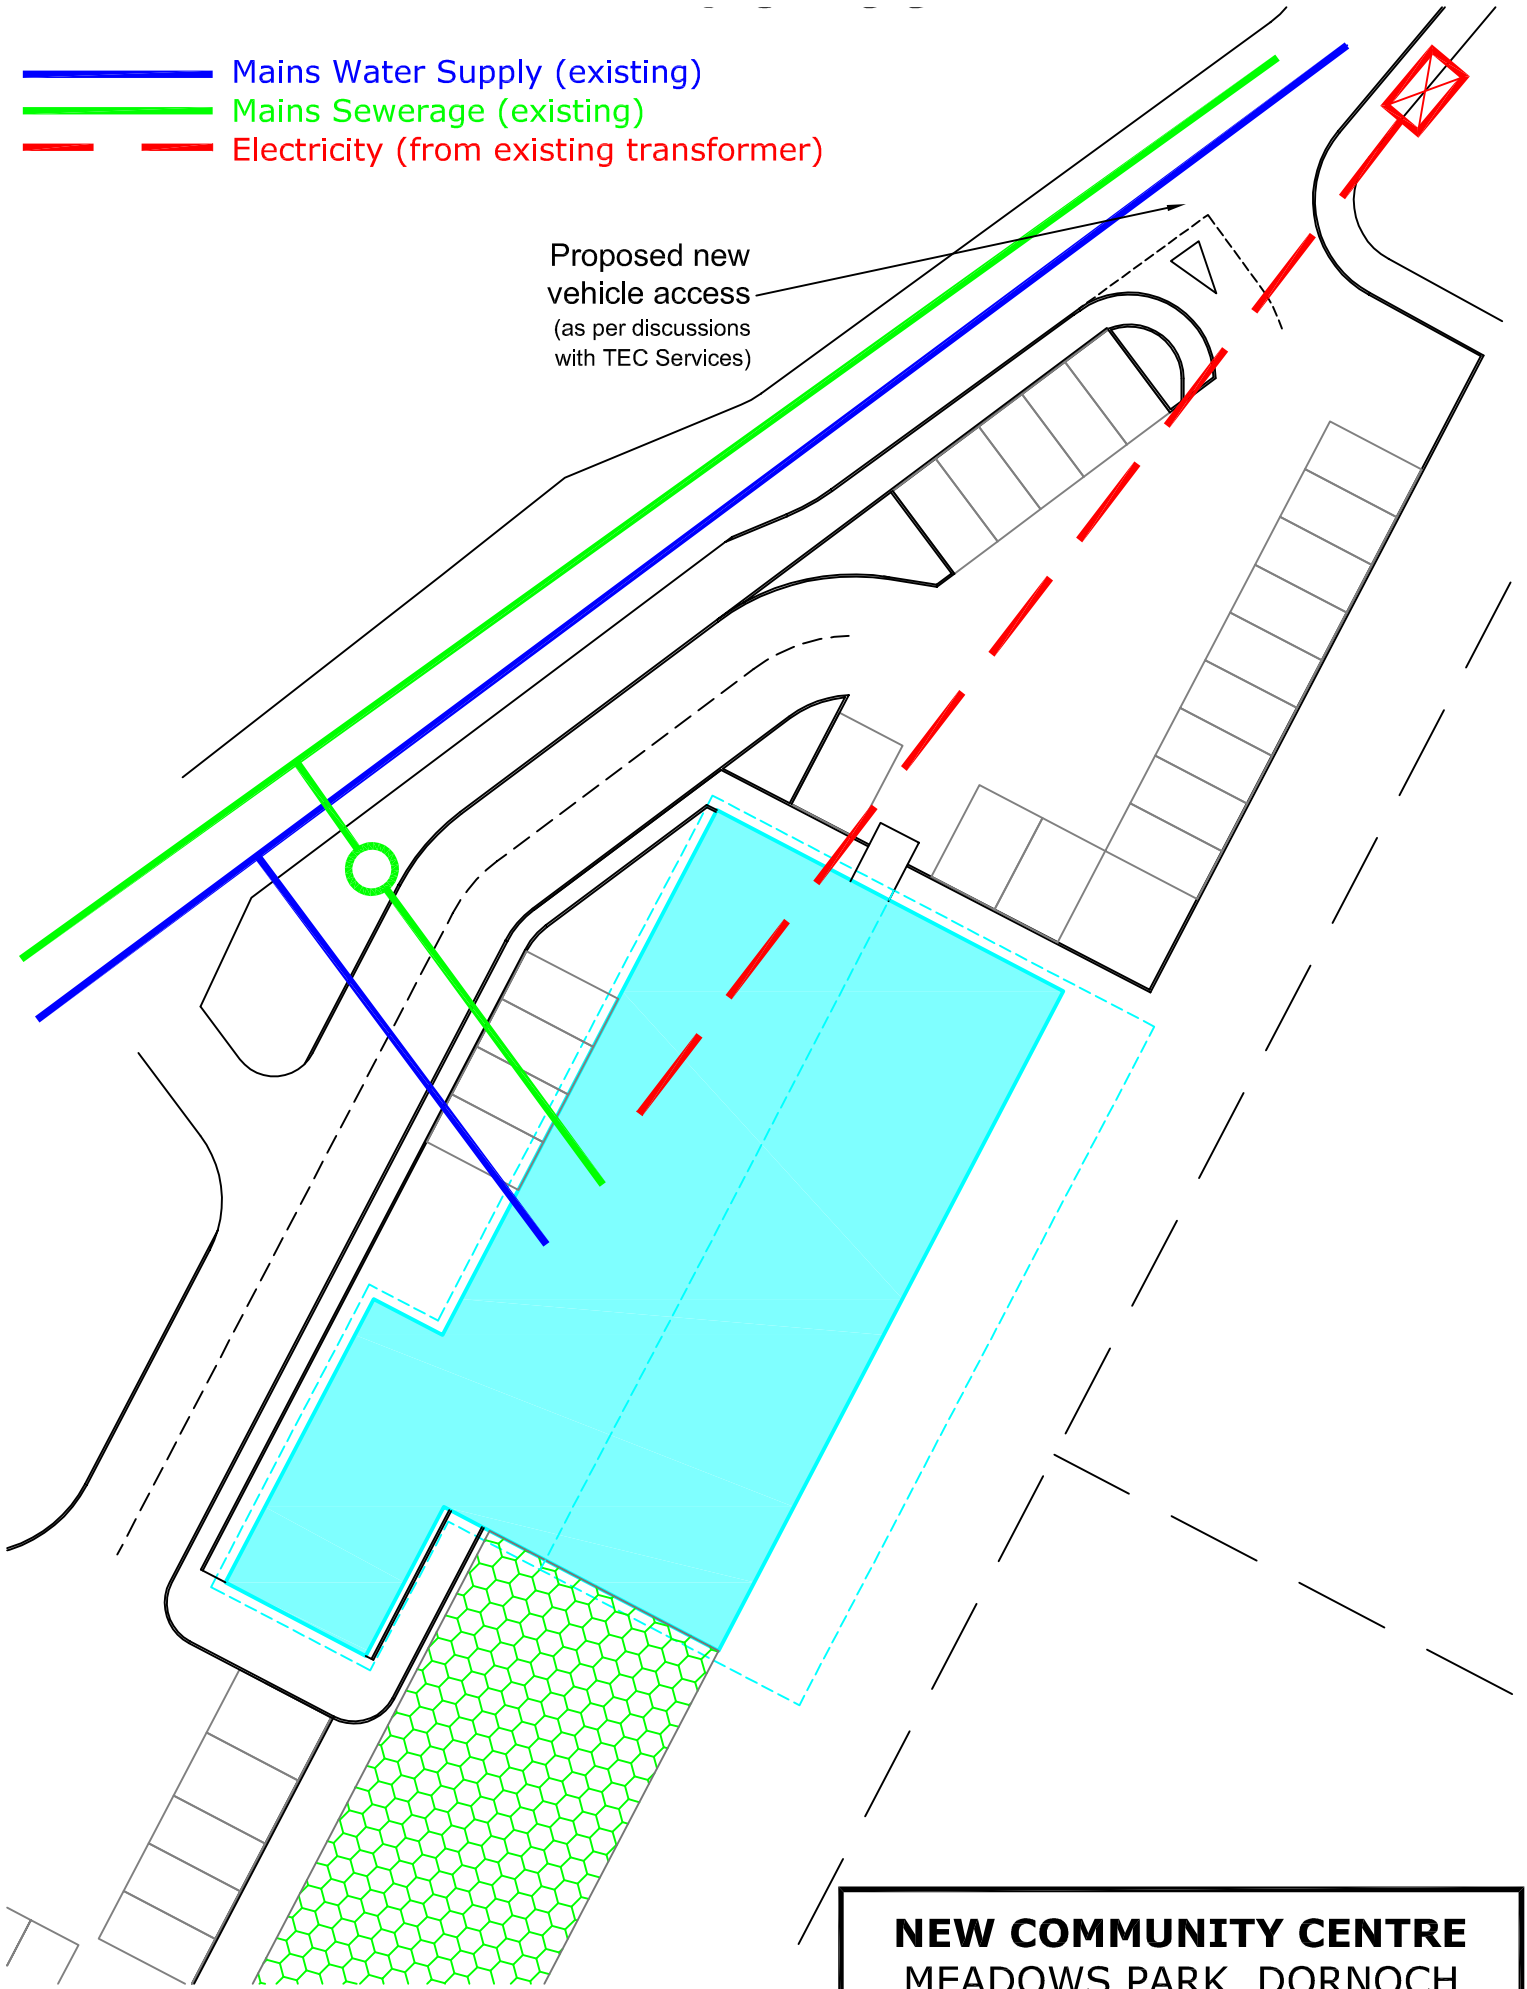 Mains Water Supply (existing)
Mains Sewerage (existing)
Electricity (from existing transformer)
Proposed new
vehicle access
(as per discussions
with TEC Services)
NEW COMMUNITY CENTRE
MEADOWS PARK, DORNOCH